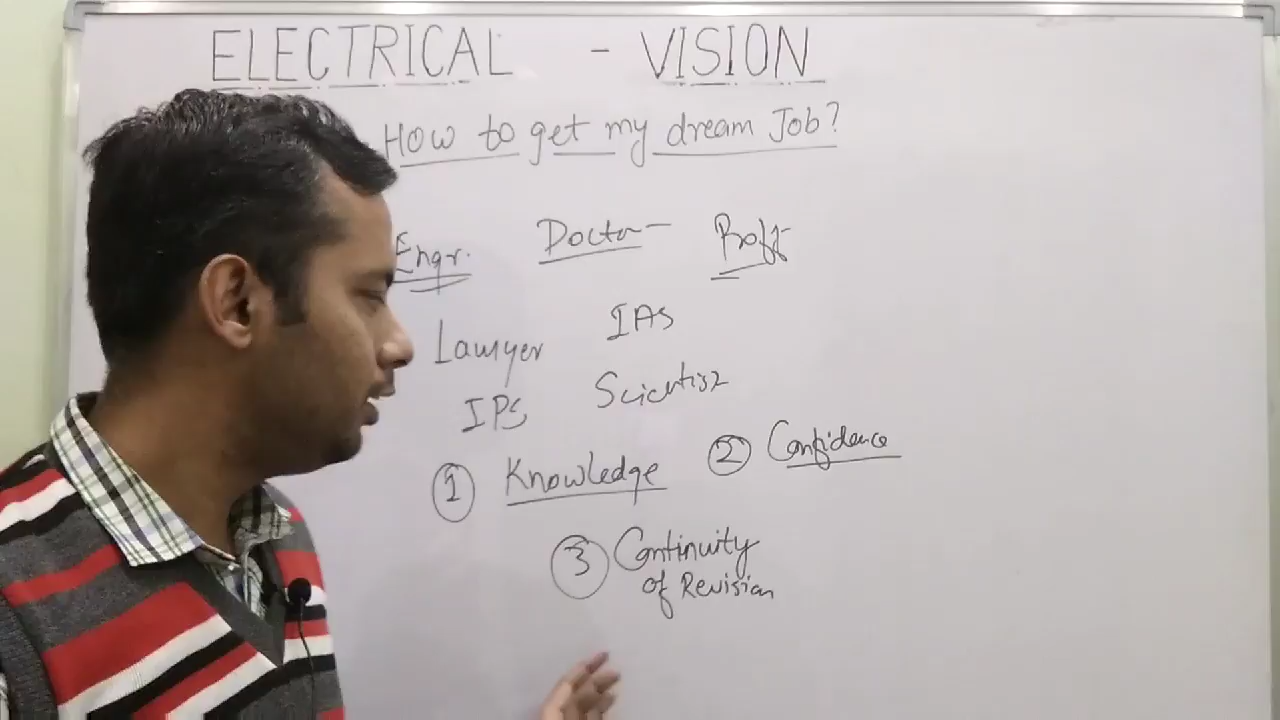 ELECTRICAL - VISION
How to get my dream Job?
Engr. Doctor Proff
Lawyer IAS
IPS Scientist
1 Knowledge 2 Confidence
3 Continuity
of Revision